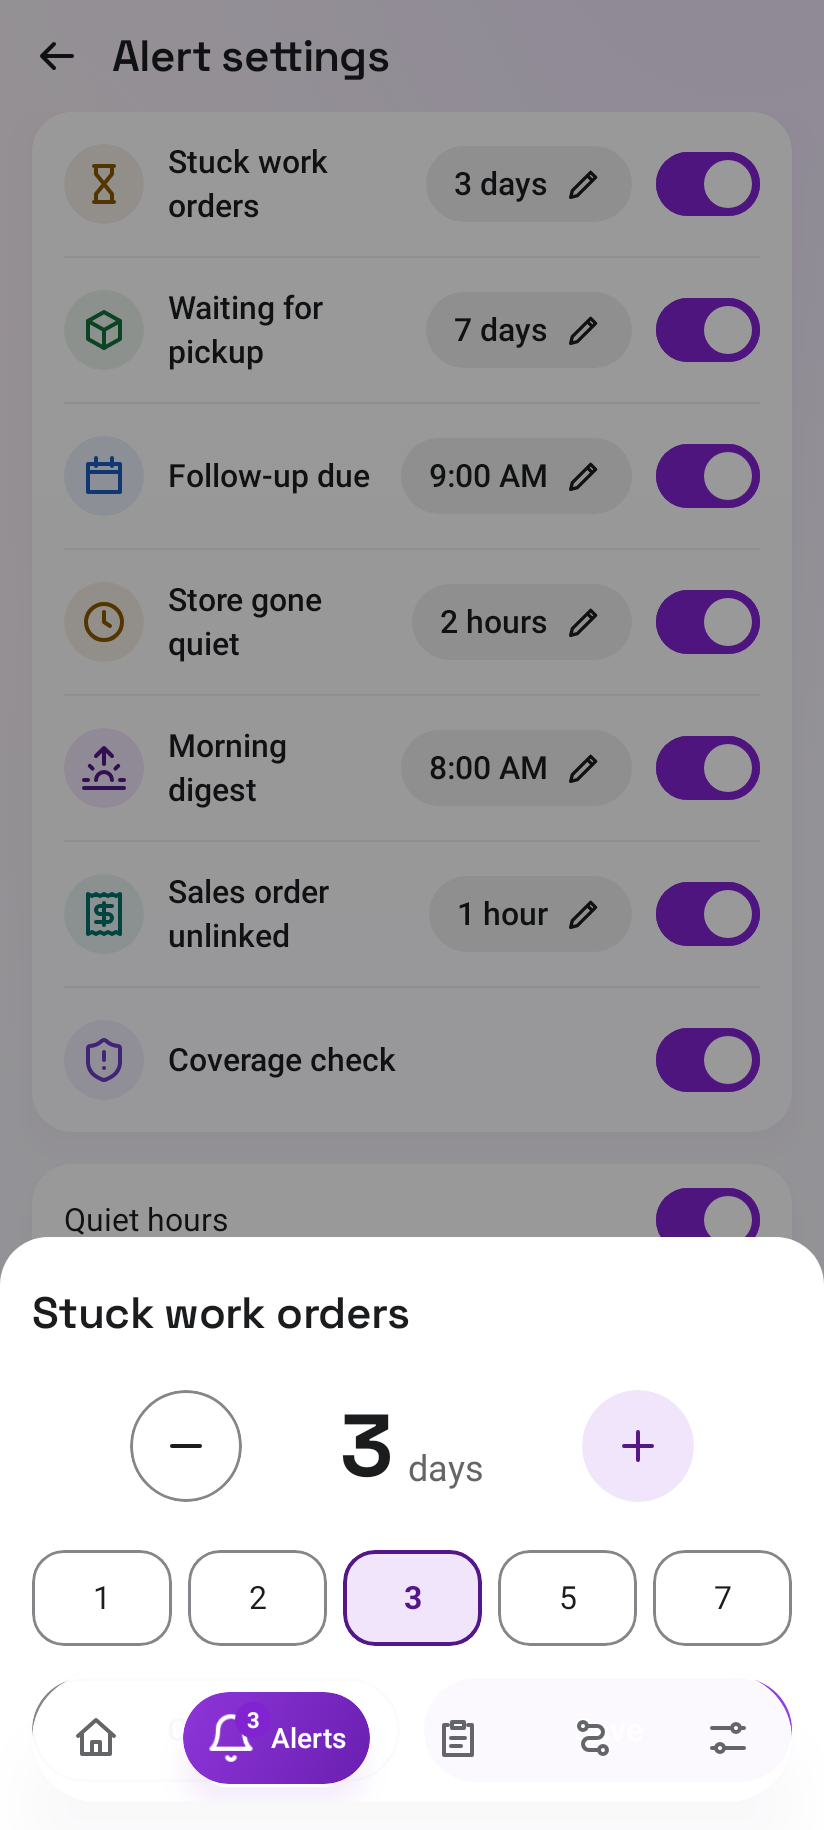 Alert settings
Stuck work
orders
3 days
Waiting for
pickup
7 days
Follow-up due
9:00 AM
Store gone
quiet
2 hours
Morning
digest
8:00 AM
Sales order
unlinked
1 hour
Coverage check
Quiet hours
Stuck work orders
3 days
1 2 3 5 7
3
Alerts